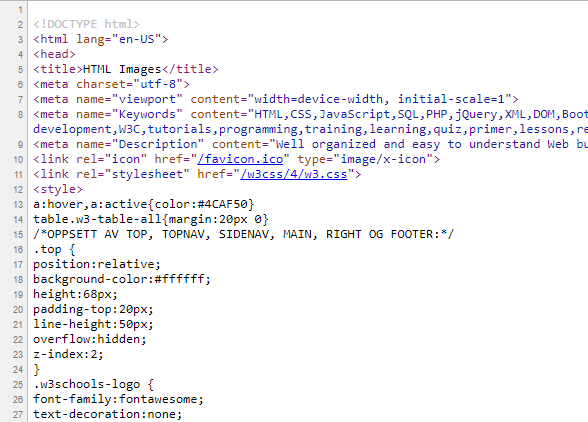 1
2 <!DOCTYPE html>
3 <html lang="en-US">
4 <head>
5 <title>HTML Images</title>
6 <meta charset="utf-8">
7 <meta name="viewport" content="width=device-width, initial-scale=1">
8 <meta name="Keywords" content="HTML,CSS,JavaScript,SQL,PHP,jQuery,XML,DOM,Boot
development,W3C,tutorials,programming,training,learning,quiz,primer,lessons,re
9 <meta name="Description" content="Well organized and easy to understand Web bu
10 <link rel="icon" href="/favicon.ico" type="image/x-icon">
11 <link rel="stylesheet" href="/w3css/4/w3.css">
12 <style>
13 a:hover,a:active{color:#4CAF50}
14 table.w3-table-all{margin:20px 0}
15 /*OPPSETT AV TOP, TOPNAV, SIDENAV, MAIN, RIGHT OG FOOTER:*/
16 .top {
17 position:relative;
18 background-color:#ffffff;
19 height:68px;
20 padding-top:20px;
21 line-height:50px;
22 overflow:hidden;
23 z-index:2;
24 }
25 .w3schools-logo {
26 font-family:fontawesome;
27 text-decoration:none;